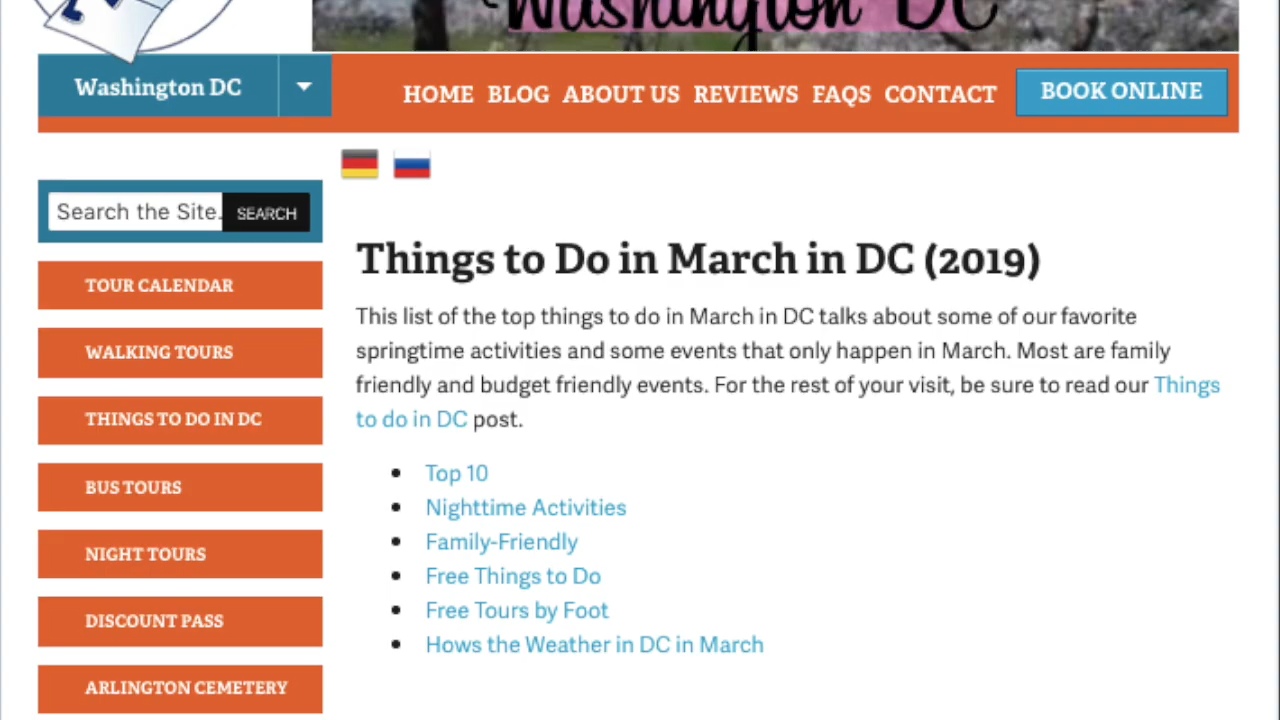 Washington DC
Washington DC
HOME BLOG ABOUT US REVIEWS FAQS CONTACT BOOK ONLINE
Search the Site. SEARCH
TOUR CALENDAR
WALKING TOURS
THINGS TO DO IN DC
BUS TOURS
NIGHT TOURS
DISCOUNT PASS
ARLINGTON CEMETERY
Things to Do in March in DC (2019)
This list of the top things to do in March in DC talks about some of our favorite
springtime activities and some events that only happen in March. Most are family
friendly and budget friendly events. For the rest of your visit, be sure to read our Things
to do in DC post.
Top 10
Nighttime Activities
Family-Friendly
Free Things to Do
Free Tours by Foot
Hows the Weather in DC in March